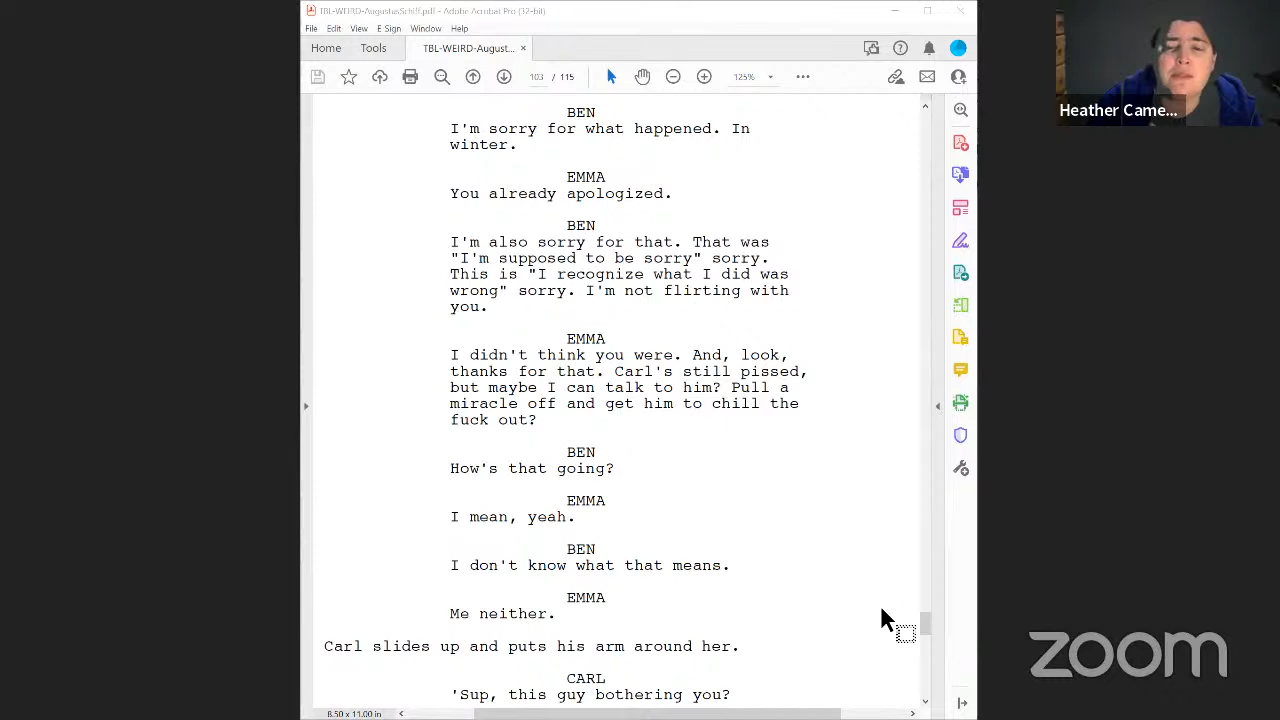 TBL-WEIRD-AugustasSchiff.pdf - Adobe Acrobat Pro (32-bit)
File Edit View E Sign Window Help
Home Tools TBL-WEIRD-August... ×
103 / 115 125%
BEN
I'm sorry for what happened. In
winter.
EMMA
You already apologized.
BEN
I'm also sorry for that. That was
"I'm supposed to be sorry" sorry.
This is "I recognize what I did was
wrong" sorry. I'm not flirting with
you.
EMMA
I didn't think you were. And, look,
thanks for that. Carl's still pissed,
but maybe I can talk to him? Pull a
miracle off and get him to chill the
fuck out?
BEN
How's that going?
EMMA
I mean, yeah.
BEN
I don't know what that means.
EMMA
Me neither.
Carl slides up and puts his arm around her.
CARL
'Sup, this guy bothering you?
8.50 x 11.00 in
Heather Came...
zoom